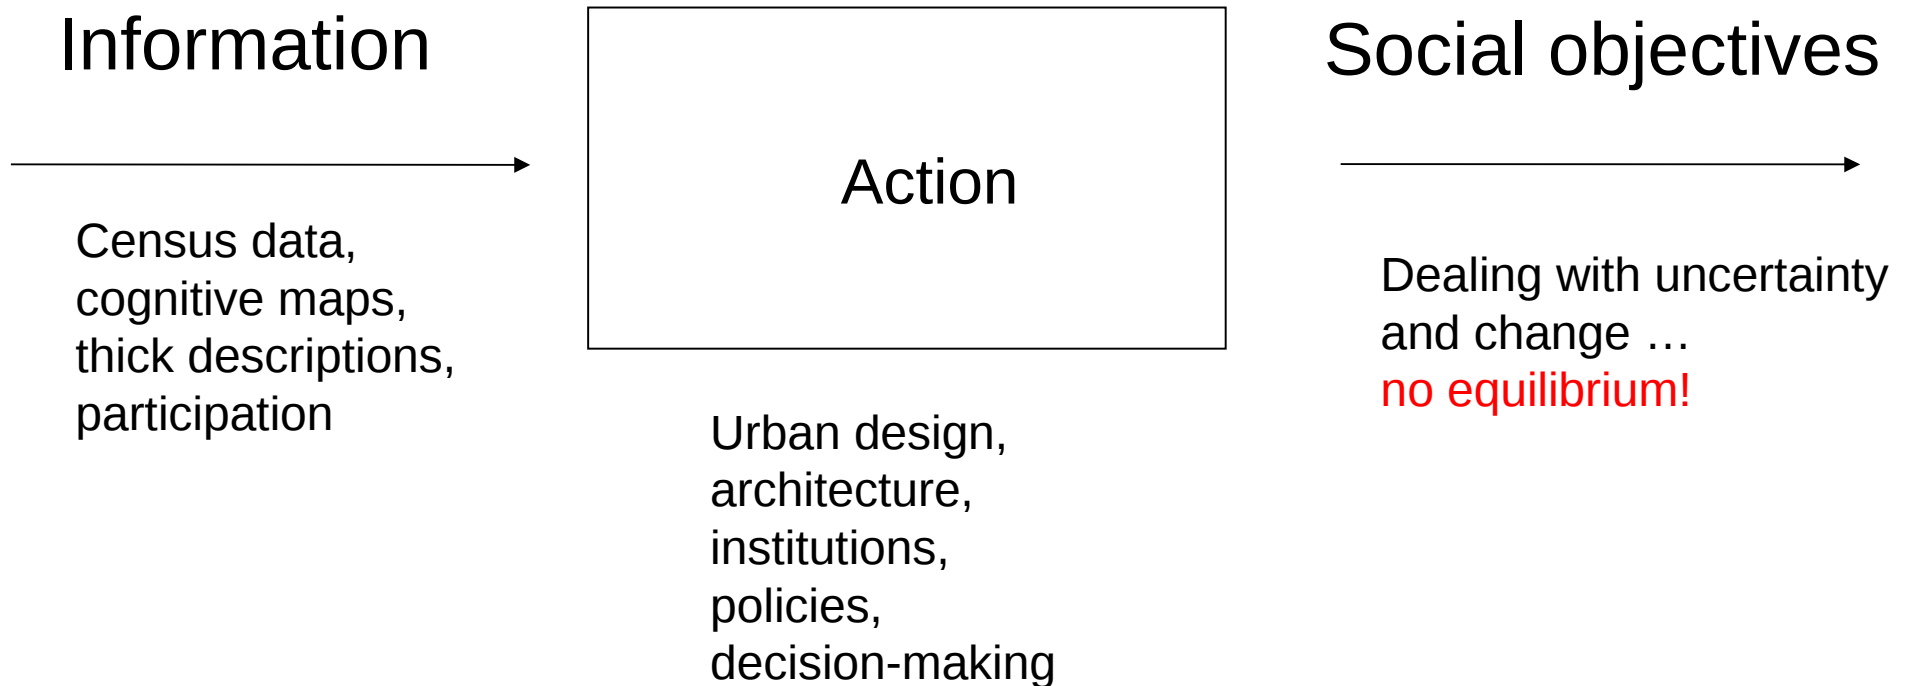 Information
Census data,
cognitive maps,
thick descriptions,
participation
Action
Urban design,
architecture,
institutions,
policies,
decision-making
Social objectives
Dealing with uncertainty
and change …
no equilibrium!